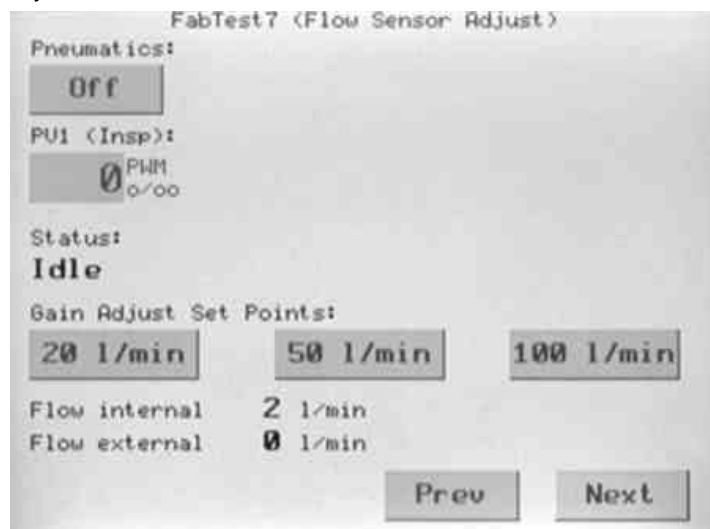 FabTest7 (Flow Sensor Adjust)
Pneumatics:
Off
PV1 (Insp):
0 PWM o/oo
Status:
Idle
Gain Adjust Set Points:
20 l/min 50 l/min 100 l/min
Flow internal 2 l/min
Flow external 0 l/min
Prev Next